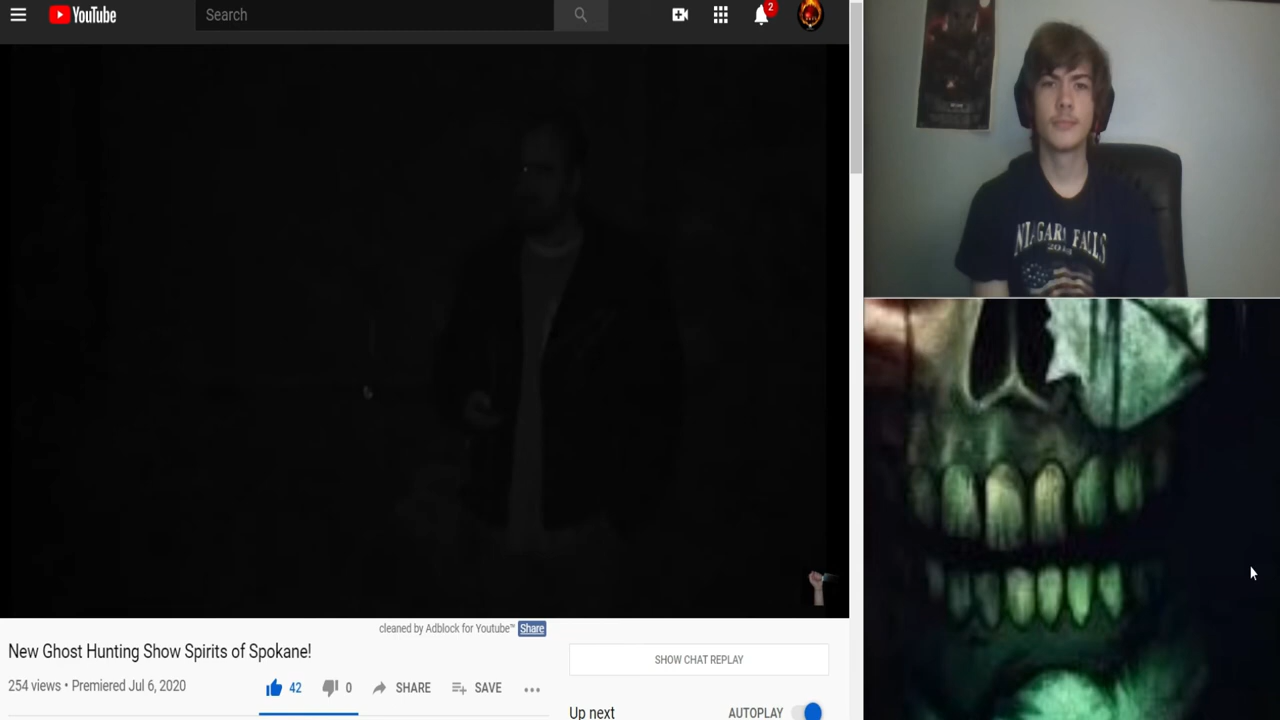 YouTube
Search
2
NIAGARA FALLS
cleaned by Adblock for Youtube™ Share
New Ghost Hunting Show Spirits of Spokane!
254 views • Premiered Jul 6, 2020
42
0
SHARE
SAVE
SHOW CHAT REPLAY
Up next
AUTOPLAY